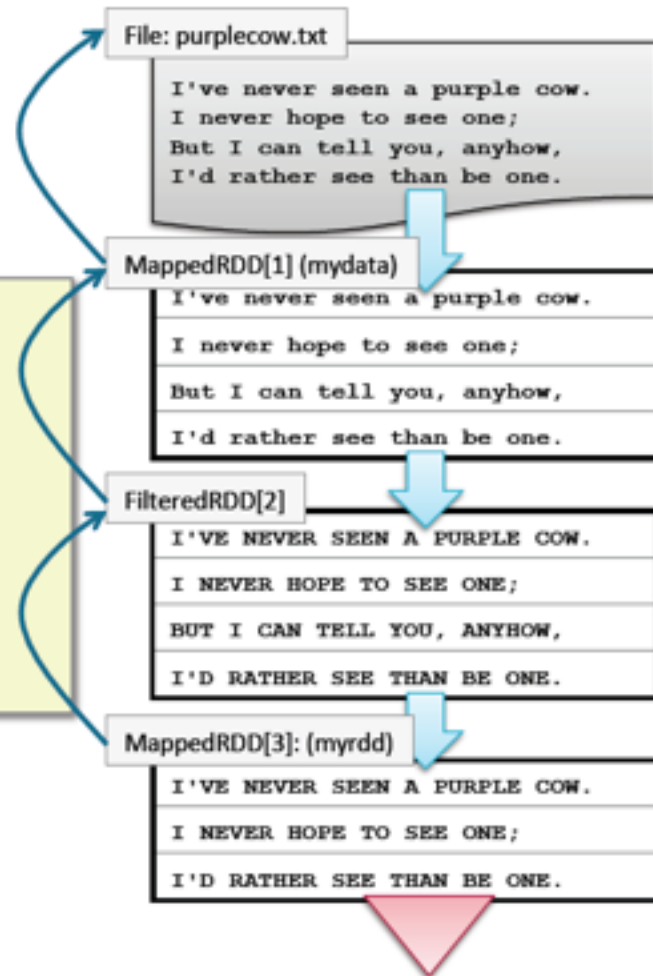 File: purplecow.txt
I've never seen a purple cow.
I never hope to see one;
But I can tell you, anyhow,
I'd rather see than be one.
MappedRDD[1] (mydata)
I've never seen a purple cow.
I never hope to see one;
But I can tell you, anyhow,
I'd rather see than be one.
FilteredRDD[2]
I'VE NEVER SEEN A PURPLE COW.
I NEVER HOPE TO SEE ONE;
BUT I CAN TELL YOU, ANYHOW,
I'D RATHER SEE THAN BE ONE.
MappedRDD[3]: (myrdd)
I'VE NEVER SEEN A PURPLE COW.
I NEVER HOPE TO SEE ONE;
I'D RATHER SEE THAN BE ONE.